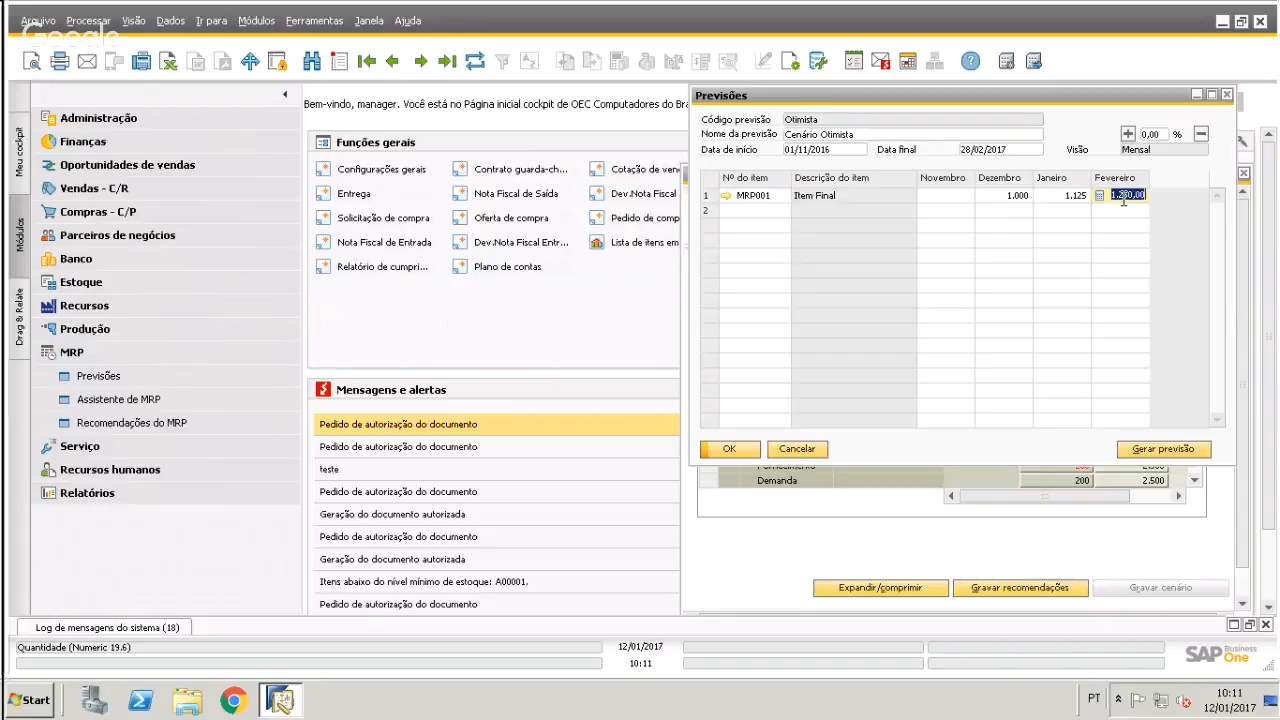 Arquivo Processar Visão Dados Ir para Módulos Ferramentas Janela Ajuda
Google
Bem-vindo, manager. Você está no Página inicial cockpit de OEC Computadores do Bra
Meu cockpit
Módulos
Drag & Relate
Administração
Finanças
Oportunidades de vendas
Vendas - C/R
Compras - C/P
Parceiros de negócios
Banco
Estoque
Recursos
Produção
MRP
Previsões
Assistente de MRP
Recomendações do MRP
Serviço
Recursos humanos
Relatórios
Funções gerais
Configurações gerais Contrato guarda-ch... Cotação de ven
Entrega Nota Fiscal de Saída Dev.Nota Fiscal
Solicitação de compra Oferta de compra Pedido de comp
Nota Fiscal de Entrada Dev.Nota Fiscal Entr... Lista de itens em
Relatório de cumpri... Plano de contas
Mensagens e alertas
Pedido de autorização do documento
Pedido de autorização do documento
teste
Pedido de autorização do documento
Geração do documento autorizada
Pedido de autorização do documento
Geração do documento autorizada
Itens abaixo do nível mínimo de estoque: A00001.
Pedido de autorização do documento
Previsões
Código previsão Otimista
Nome da previsão Cenário Otimista 0,00 %
Data de início 01/11/2016 Data final 28/02/2017 Visão Mensal
Nº do item Descrição do item Novembro Dezembro Janeiro Fevereiro
1 MRP001 Item Final 1.000 1.125 1.250,00
2
OK Cancelar Gerar previsão
Fornecimento 200 2.500
Demanda 200 2.500
Expandir/comprimir Gravar recomendações Gravar cenário
Log de mensagens do sistema (18)
Quantidade (Numeric 19.6) 12/01/2017
10:11
SAP Business One
Start PT 10:11
12/01/2017